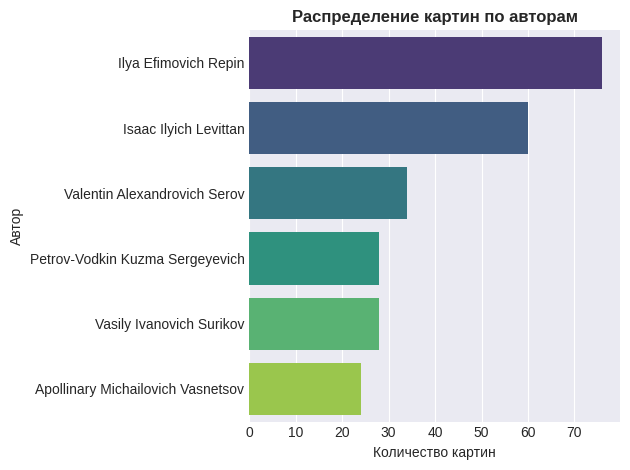 Распределение картин по авторам
Автор
Ilya Efimovich Repin
Isaac Ilyich Levittan
Valentin Alexandrovich Serov
Petrov-Vodkin Kuzma Sergeyevich
Vasily Ivanovich Surikov
Apollinary Michailovich Vasnetsov
0 10 20 30 40 50 60 70
Количество картин